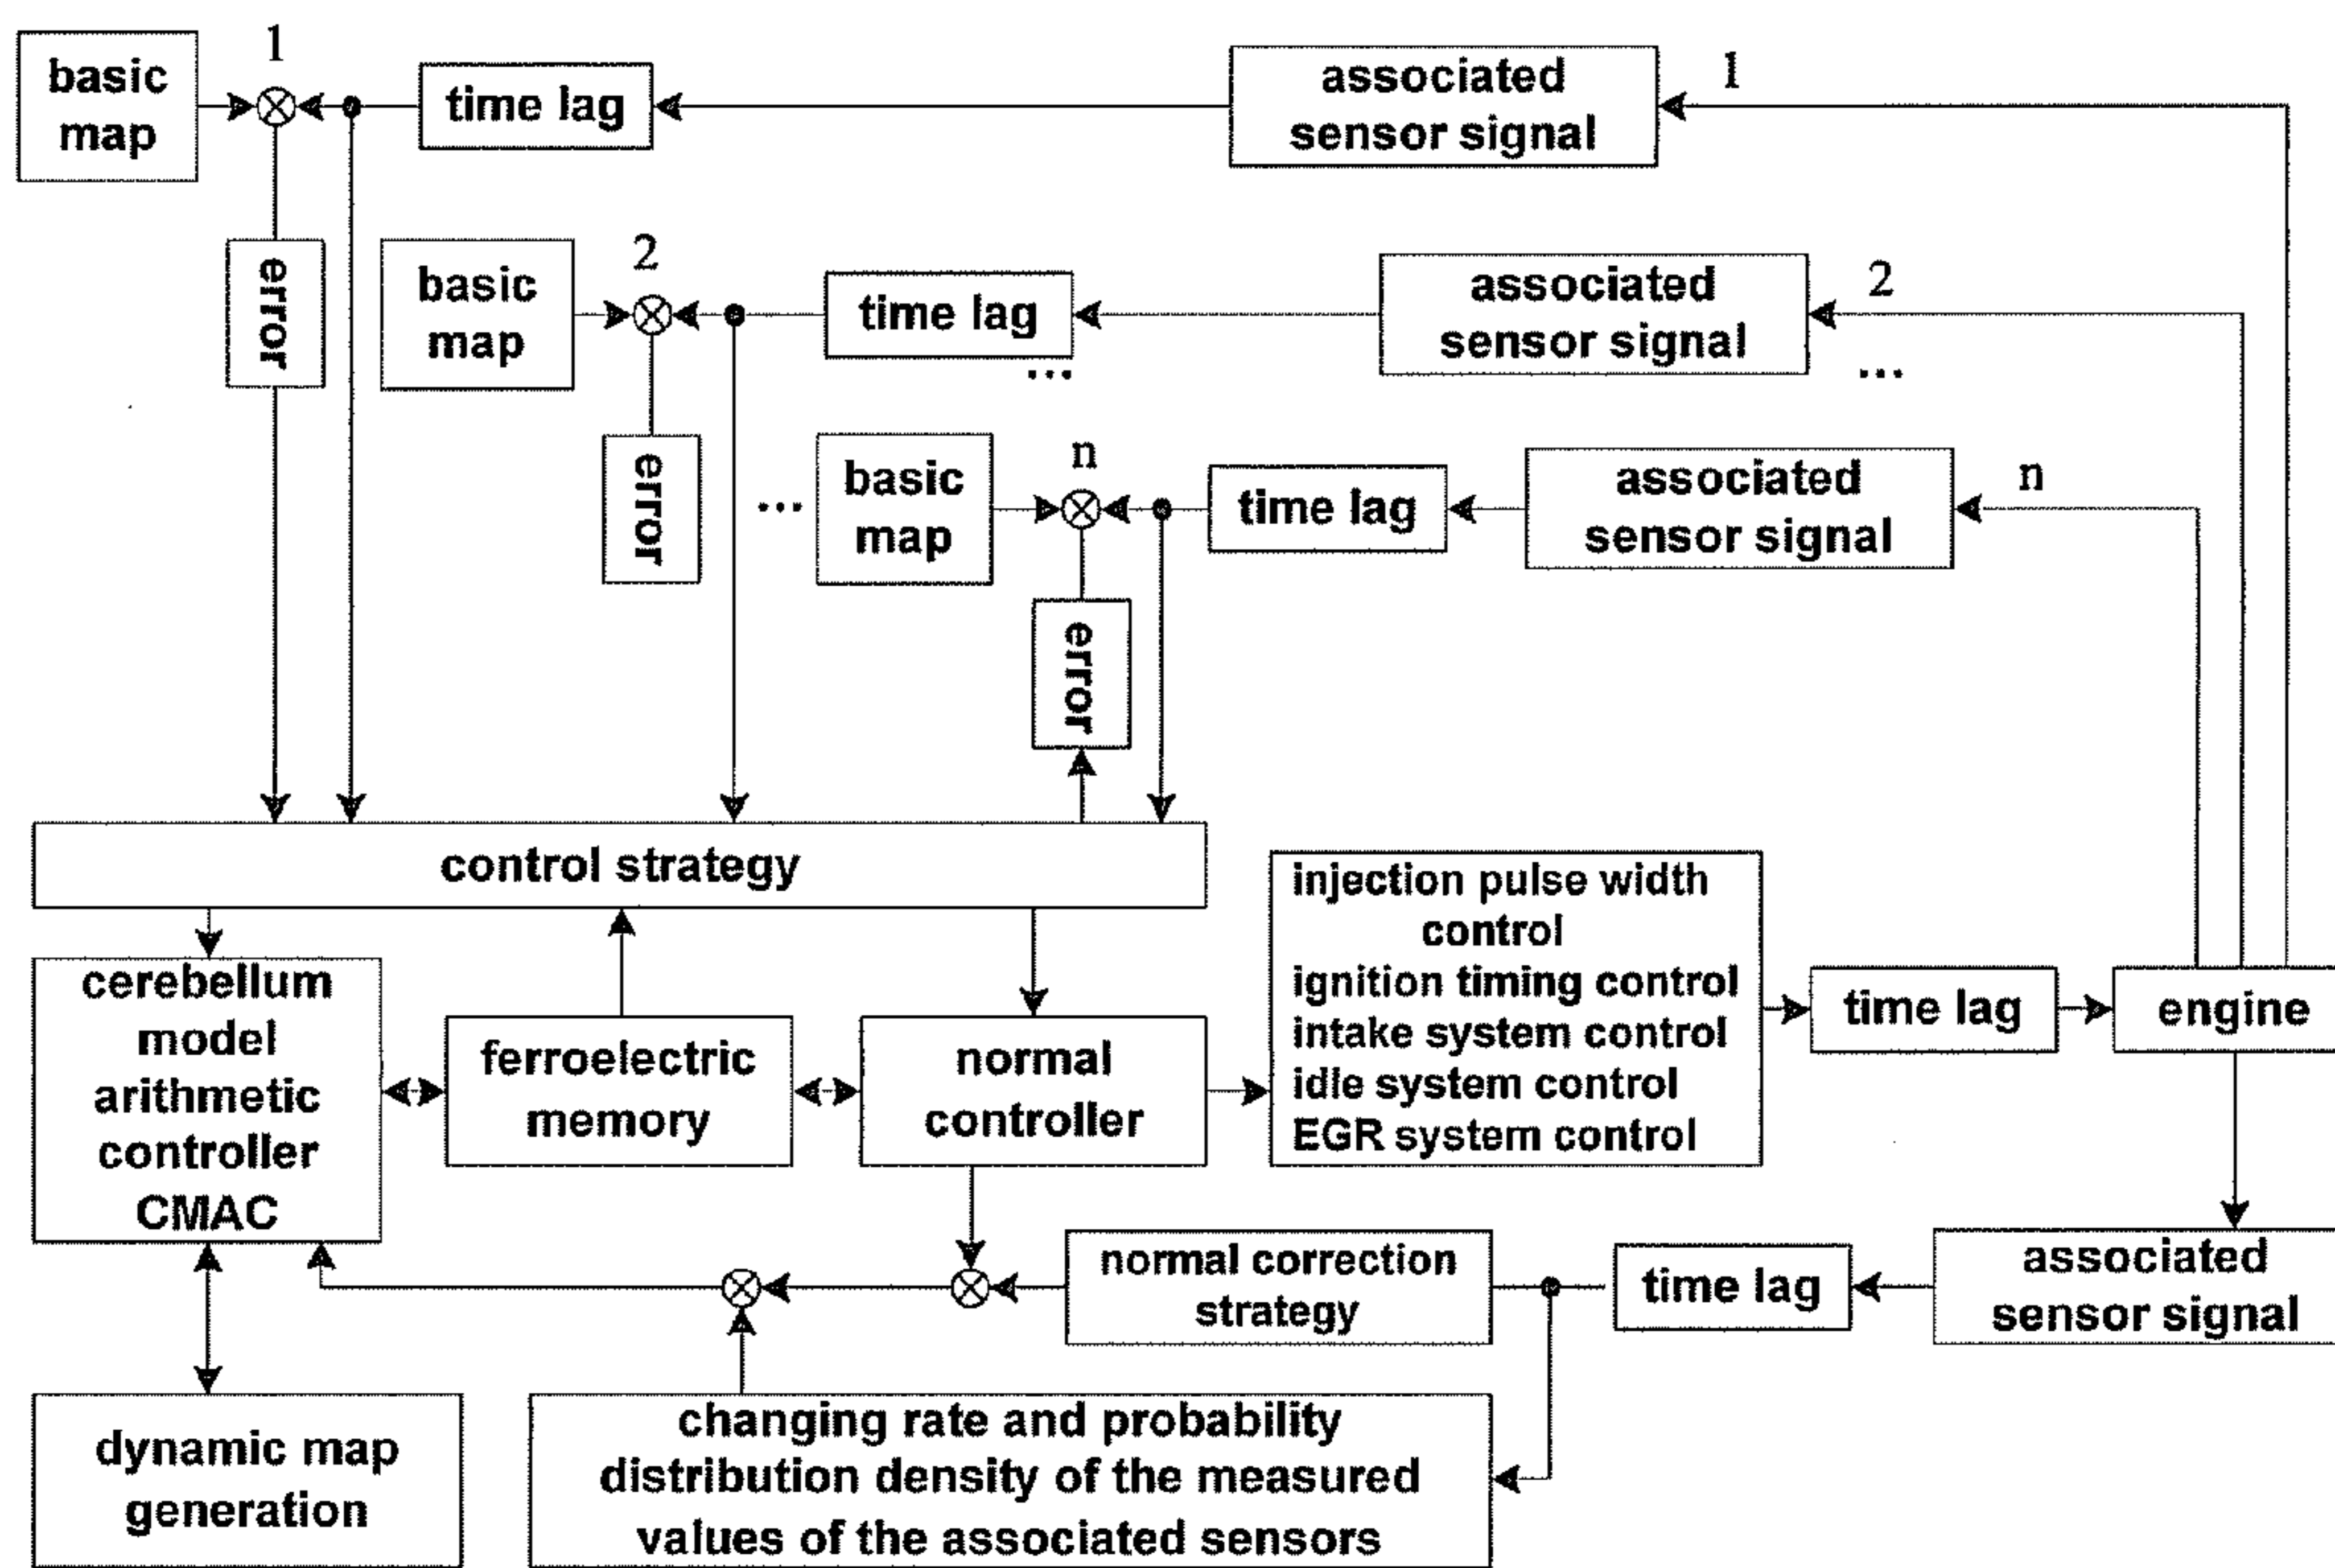 1
basic
map
time lag
associated
sensor signal
1
error
2
basic
map
time lag
...
associated
sensor signal
2
...
error
...
basic
map
n
time lag
associated
sensor signal
n
error
control strategy
cerebellum
model
arithmetic
controller
CMAC
ferroelectric
memory
normal
controller
injection pulse width
control
ignition timing control
intake system control
idle system control
EGR system control
time lag
engine
normal correction
strategy
time lag
associated
sensor signal
dynamic map
generation
changing rate and probability
distribution density of the measured
values of the associated sensors